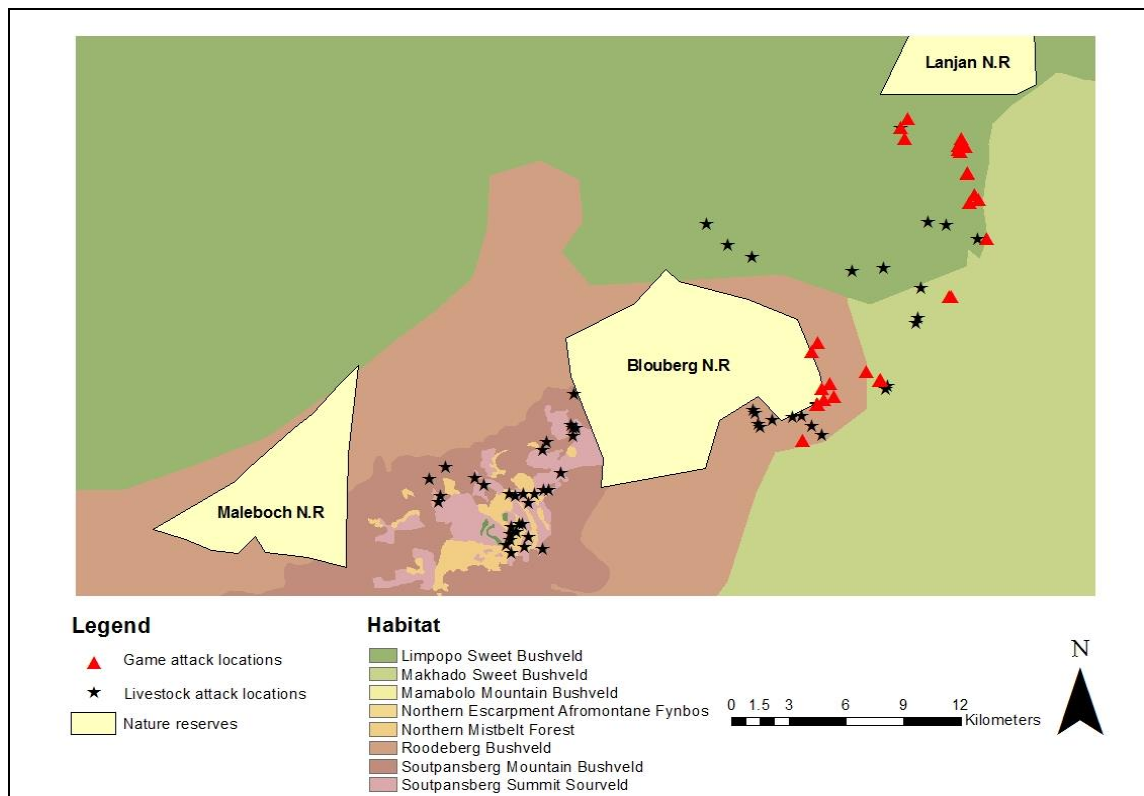 Lanjan N.R
Blouberg N.R
Maleboch N.R
Legend
Game attack locations
Livestock attack locations
Nature reserves
Habitat
Limpopo Sweet Bushveld
Makhado Sweet Bushveld
Mamabolo Mountain Bushveld
Northern Escarpment Afromontane Fynbos
Northern Mistbelt Forest
Roodeberg Bushveld
Soutpansberg Mountain Bushveld
Soutpansberg Summit Sourveld
0 1.5 3 6 9 12
Kilometers
N